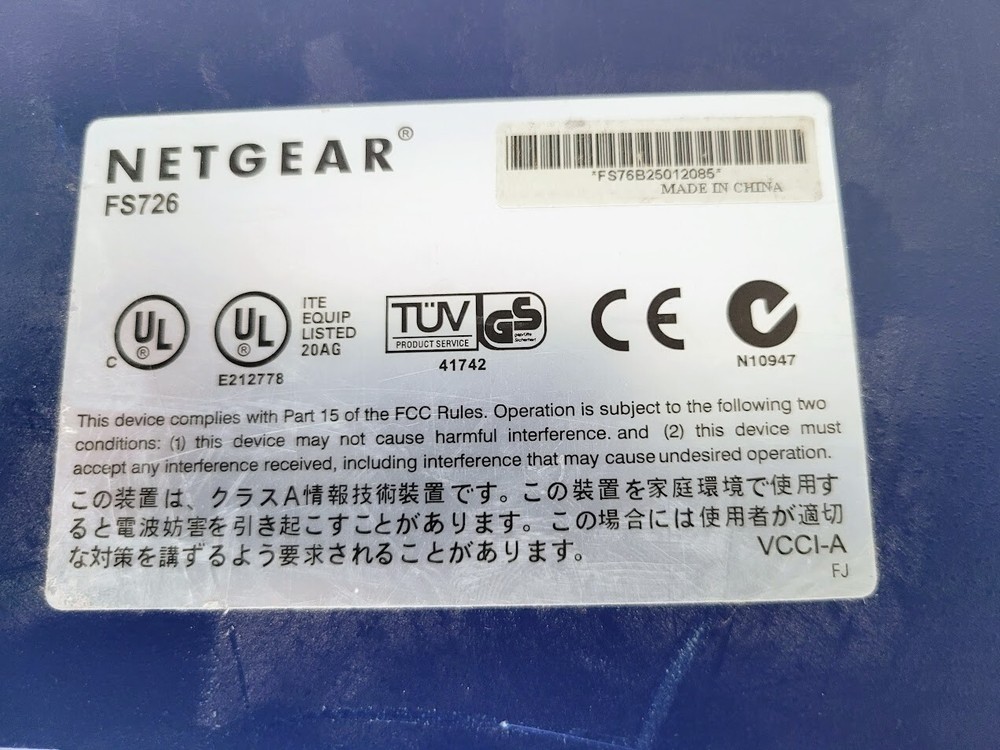 NETGEAR®
FS726
*FS76B25012085*
MADE IN CHINA
C UL ®
UL ®
E212778
ITE
EQUIP
LISTED
20AG
TÜV
PRODUCT SERVICE
GS
geprüfte
Sicherheit
41742
CE
N10947
This device complies with Part 15 of the FCC Rules. Operation is subject to the following two
conditions: (1) this device may not cause harmful interference. and (2) this device must
accept any interference received, including interference that may cause undesired operation.
この装置は、クラスA情報技術装置です。この装置を家庭環境で使用す
ると電波妨害を引き起こすことがあります。この場合には使用者が適切
な対策を講ずるよう要求されることがあります。
VCCI-A
FJ